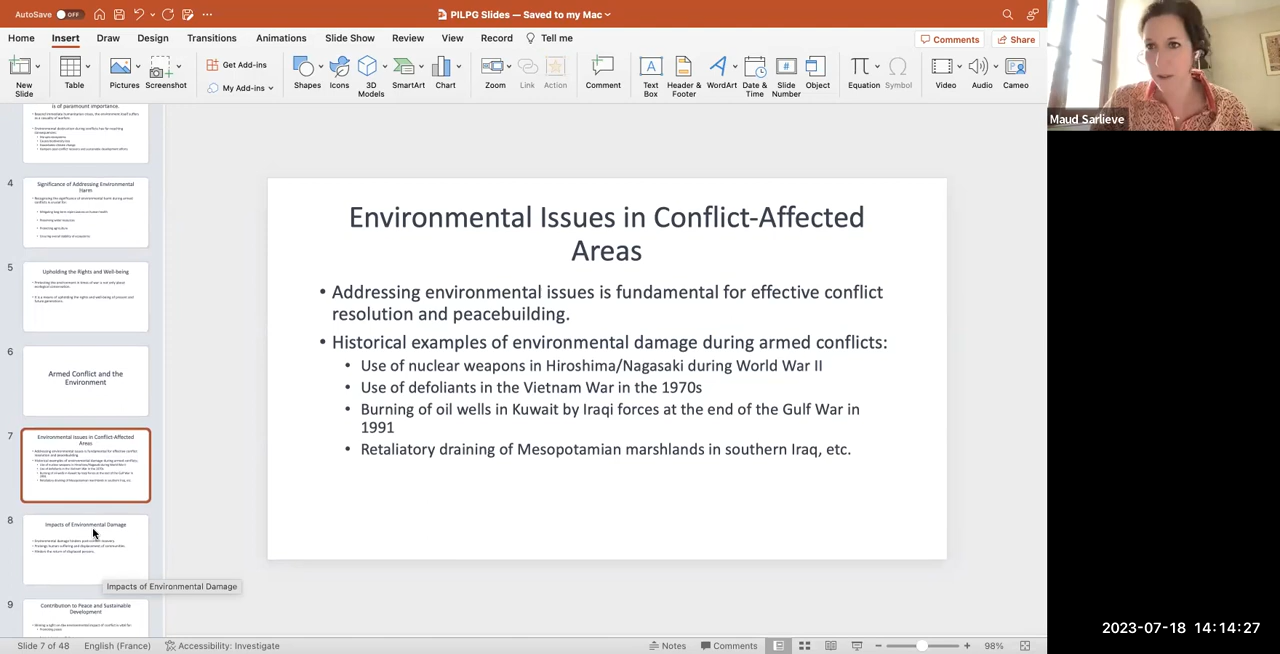 AutoSave OFF
PILPG Slides — Saved to my Mac
Home Insert Draw Design Transitions Animations Slide Show Review View Record Tell me
Comments Share
New Slide
Table
Pictures
Screenshot
Get Add-ins
My Add-ins
Shapes
Icons
3D Models
SmartArt
Chart
Zoom
Link
Action
Comment
Text Box
Header & Footer
WordArt
Date & Time
Slide Number
Object
Equation
Symbol
Video
Audio
Cameo
Maud Sarlieve
is of paramount importance.
4
Significance of Addressing Environmental
Harm
5
Upholding the Rights and Well-being
6
Armed Conflict and the
Environment
7
Environmental Issues in Conflict-Affected
Areas
8
Impacts of Environmental Damage
Impacts of Environmental Damage
9
Contribution to Peace and Sustainable
Development
Environmental Issues in Conflict-Affected
Areas
• Addressing environmental issues is fundamental for effective conflict
resolution and peacebuilding.
• Historical examples of environmental damage during armed conflicts:
• Use of nuclear weapons in Hiroshima/Nagasaki during World War II
• Use of defoliants in the Vietnam War in the 1970s
• Burning of oil wells in Kuwait by Iraqi forces at the end of the Gulf War in
1991
• Retaliatory draining of Mesopotamian marshlands in southern Iraq, etc.
2023-07-18 14:14:27
Slide 7 of 48 English (France) Accessibility: Investigate
Notes Comments 98%